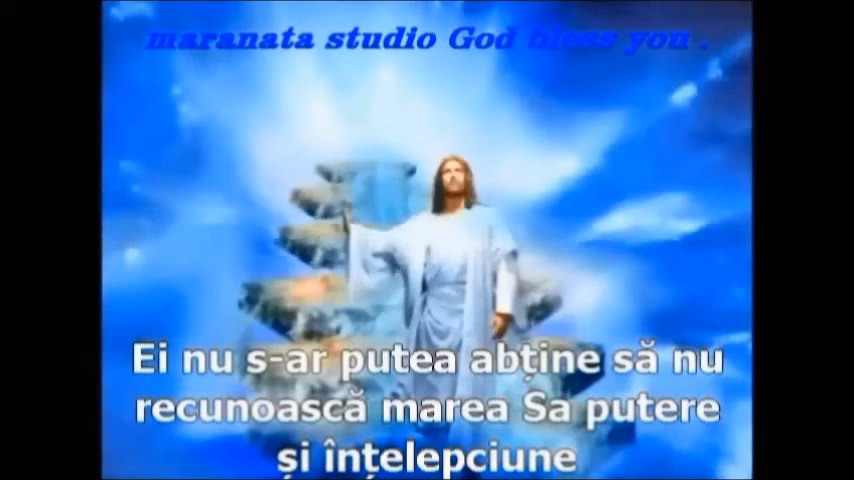 maranata studio God bless you .
Ei nu s-ar putea abține să nu
recunoască marea Sa putere
și înțelepciune